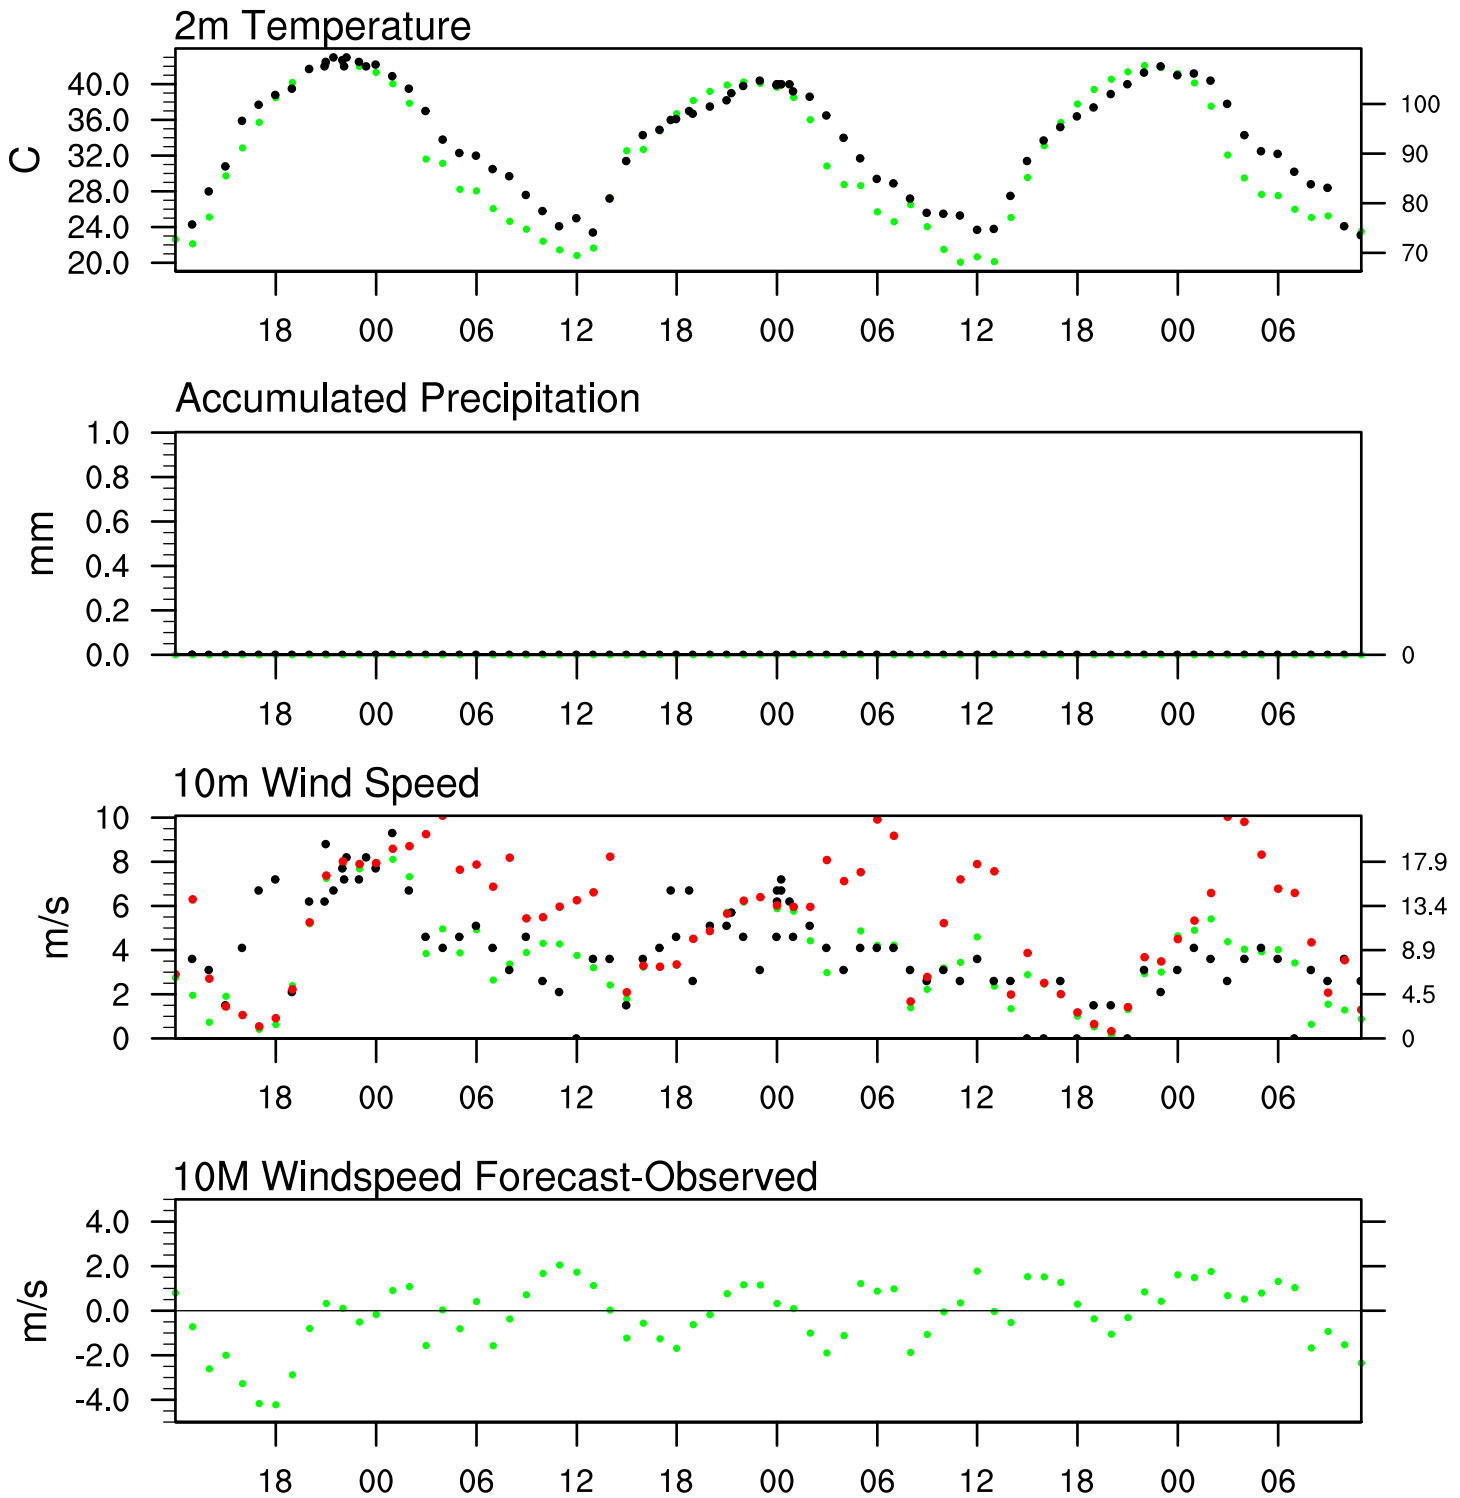 2m Temperature
C
40.0
36.0
32.0
28.0
24.0
20.0
100
90
80
70
18 00 06 12 18 00 06 12 18 00 06
Accumulated Precipitation
mm
1.0
0.8
0.6
0.4
0.2
0.0
0
18 00 06 12 18 00 06 12 18 00 06
10m Wind Speed
m/s
10
8
6
4
2
0
17.9
13.4
8.9
4.5
0
18 00 06 12 18 00 06 12 18 00 06
10M Windspeed Forecast-Observed
m/s
4.0
2.0
0.0
-2.0
-4.0
18 00 06 12 18 00 06 12 18 00 06